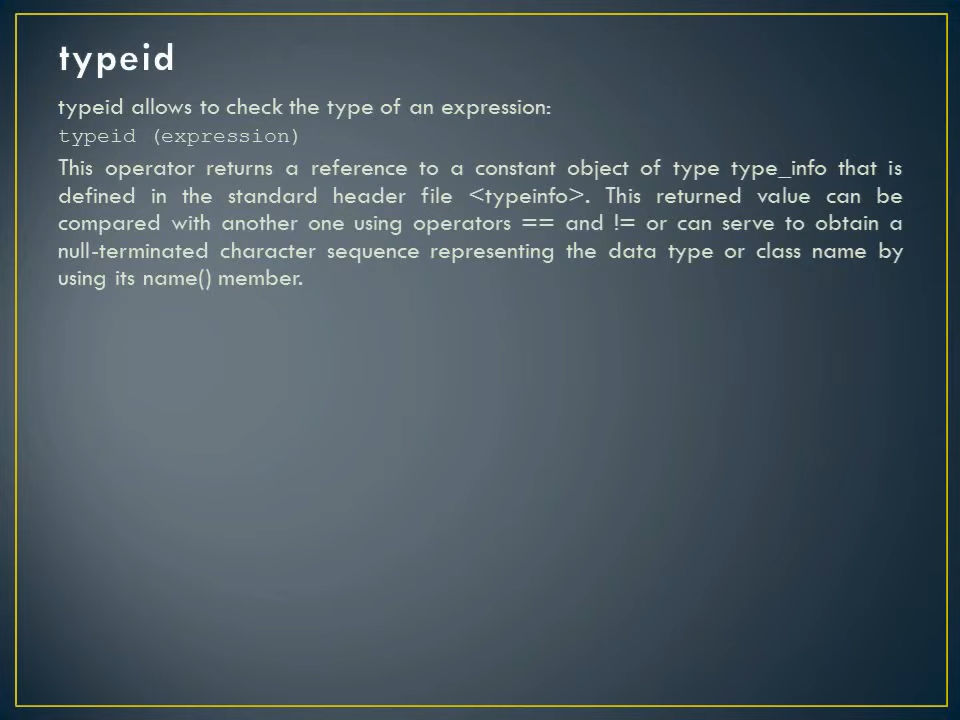 typeid
typeid allows to check the type of an expression:
typeid (expression)
This operator returns a reference to a constant object of type type_info that is
defined in the standard header file <typeinfo>. This returned value can be
compared with another one using operators == and != or can serve to obtain a
null-terminated character sequence representing the data type or class name by
using its name() member.